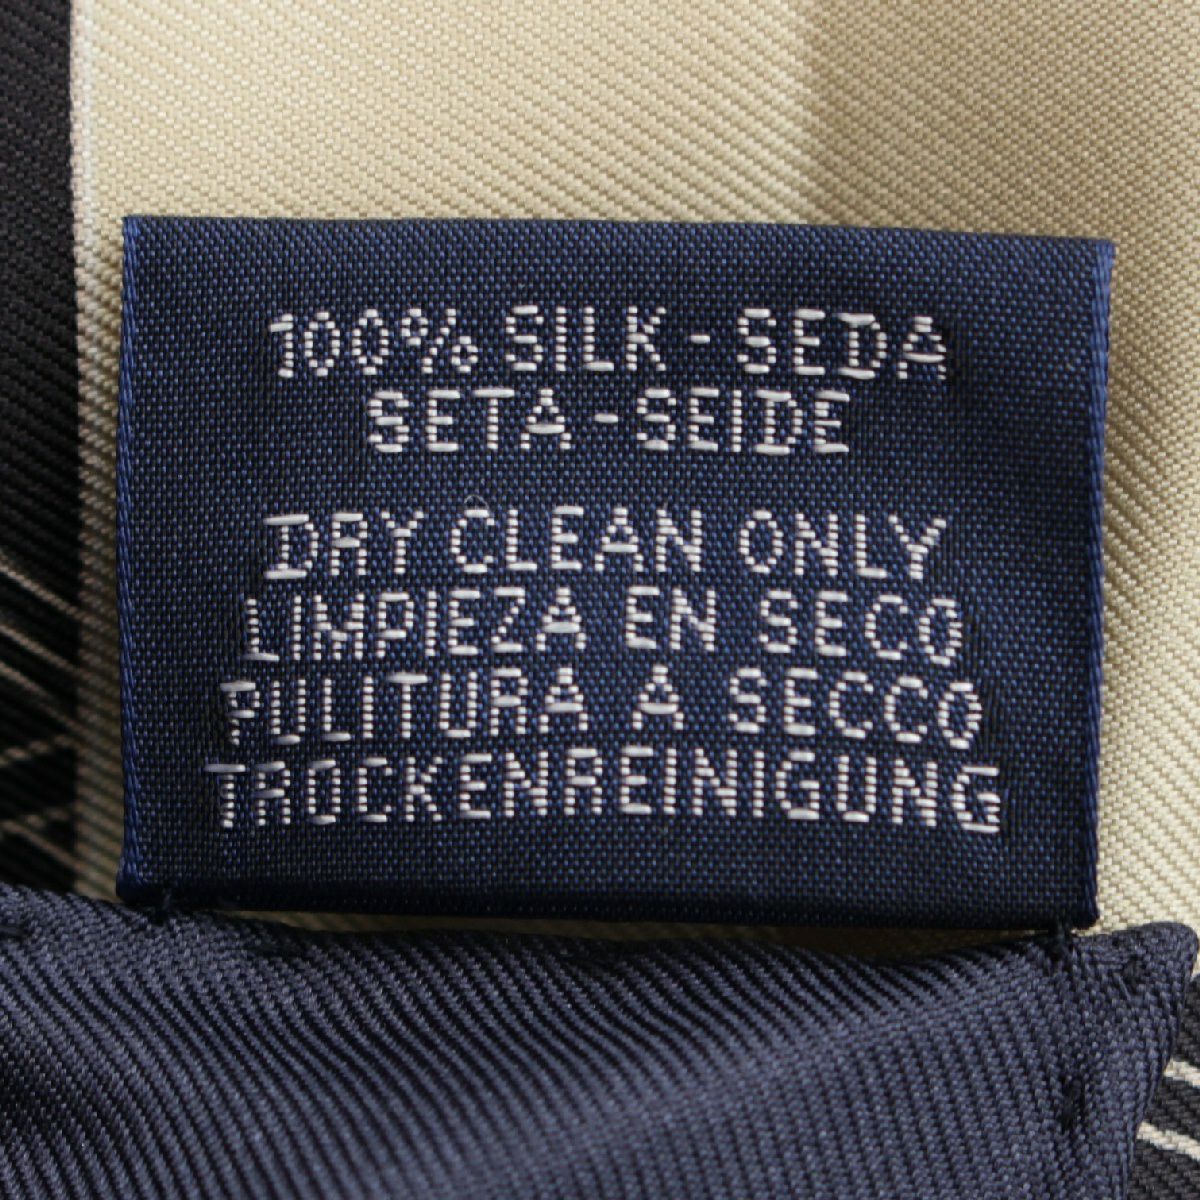 100% SILK - SEDA
SETA - SEIDE
DRY CLEAN ONLY
LIMPIEZA EN SECO
PULITURA A SECCO
TROCKENREINIGUNG